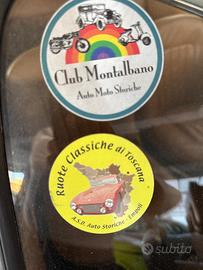 Club Montalbano
Auto Moto Storiche
Ruote Classiche di Toscana
A.S.D. Auto Storiche - Empoli
subito